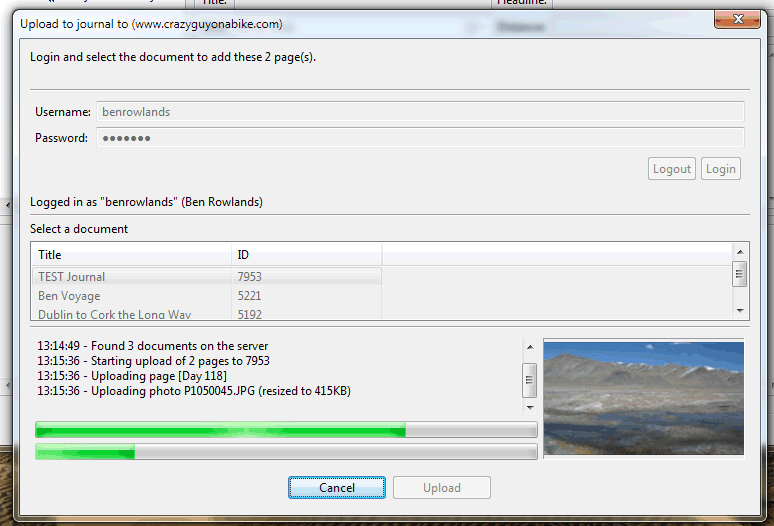 Title:
Headline:
Upload to journal to (www.crazyguyonabike.com)
Login and select the document to add these 2 page(s).
Username: benrowlands
Password: ●●●●●●●
Logout Login
Logged in as "benrowlands" (Ben Rowlands)
Select a document
Title ID
TEST Journal 7953
Ben Voyage 5221
Dublin to Cork the Long Way 5192
13:14:49 - Found 3 documents on the server
13:15:36 - Starting upload of 2 pages to 7953
13:15:36 - Uploading page [Day 118]
13:15:36 - Uploading photo P1050045.JPG (resized to 415KB)
Cancel Upload